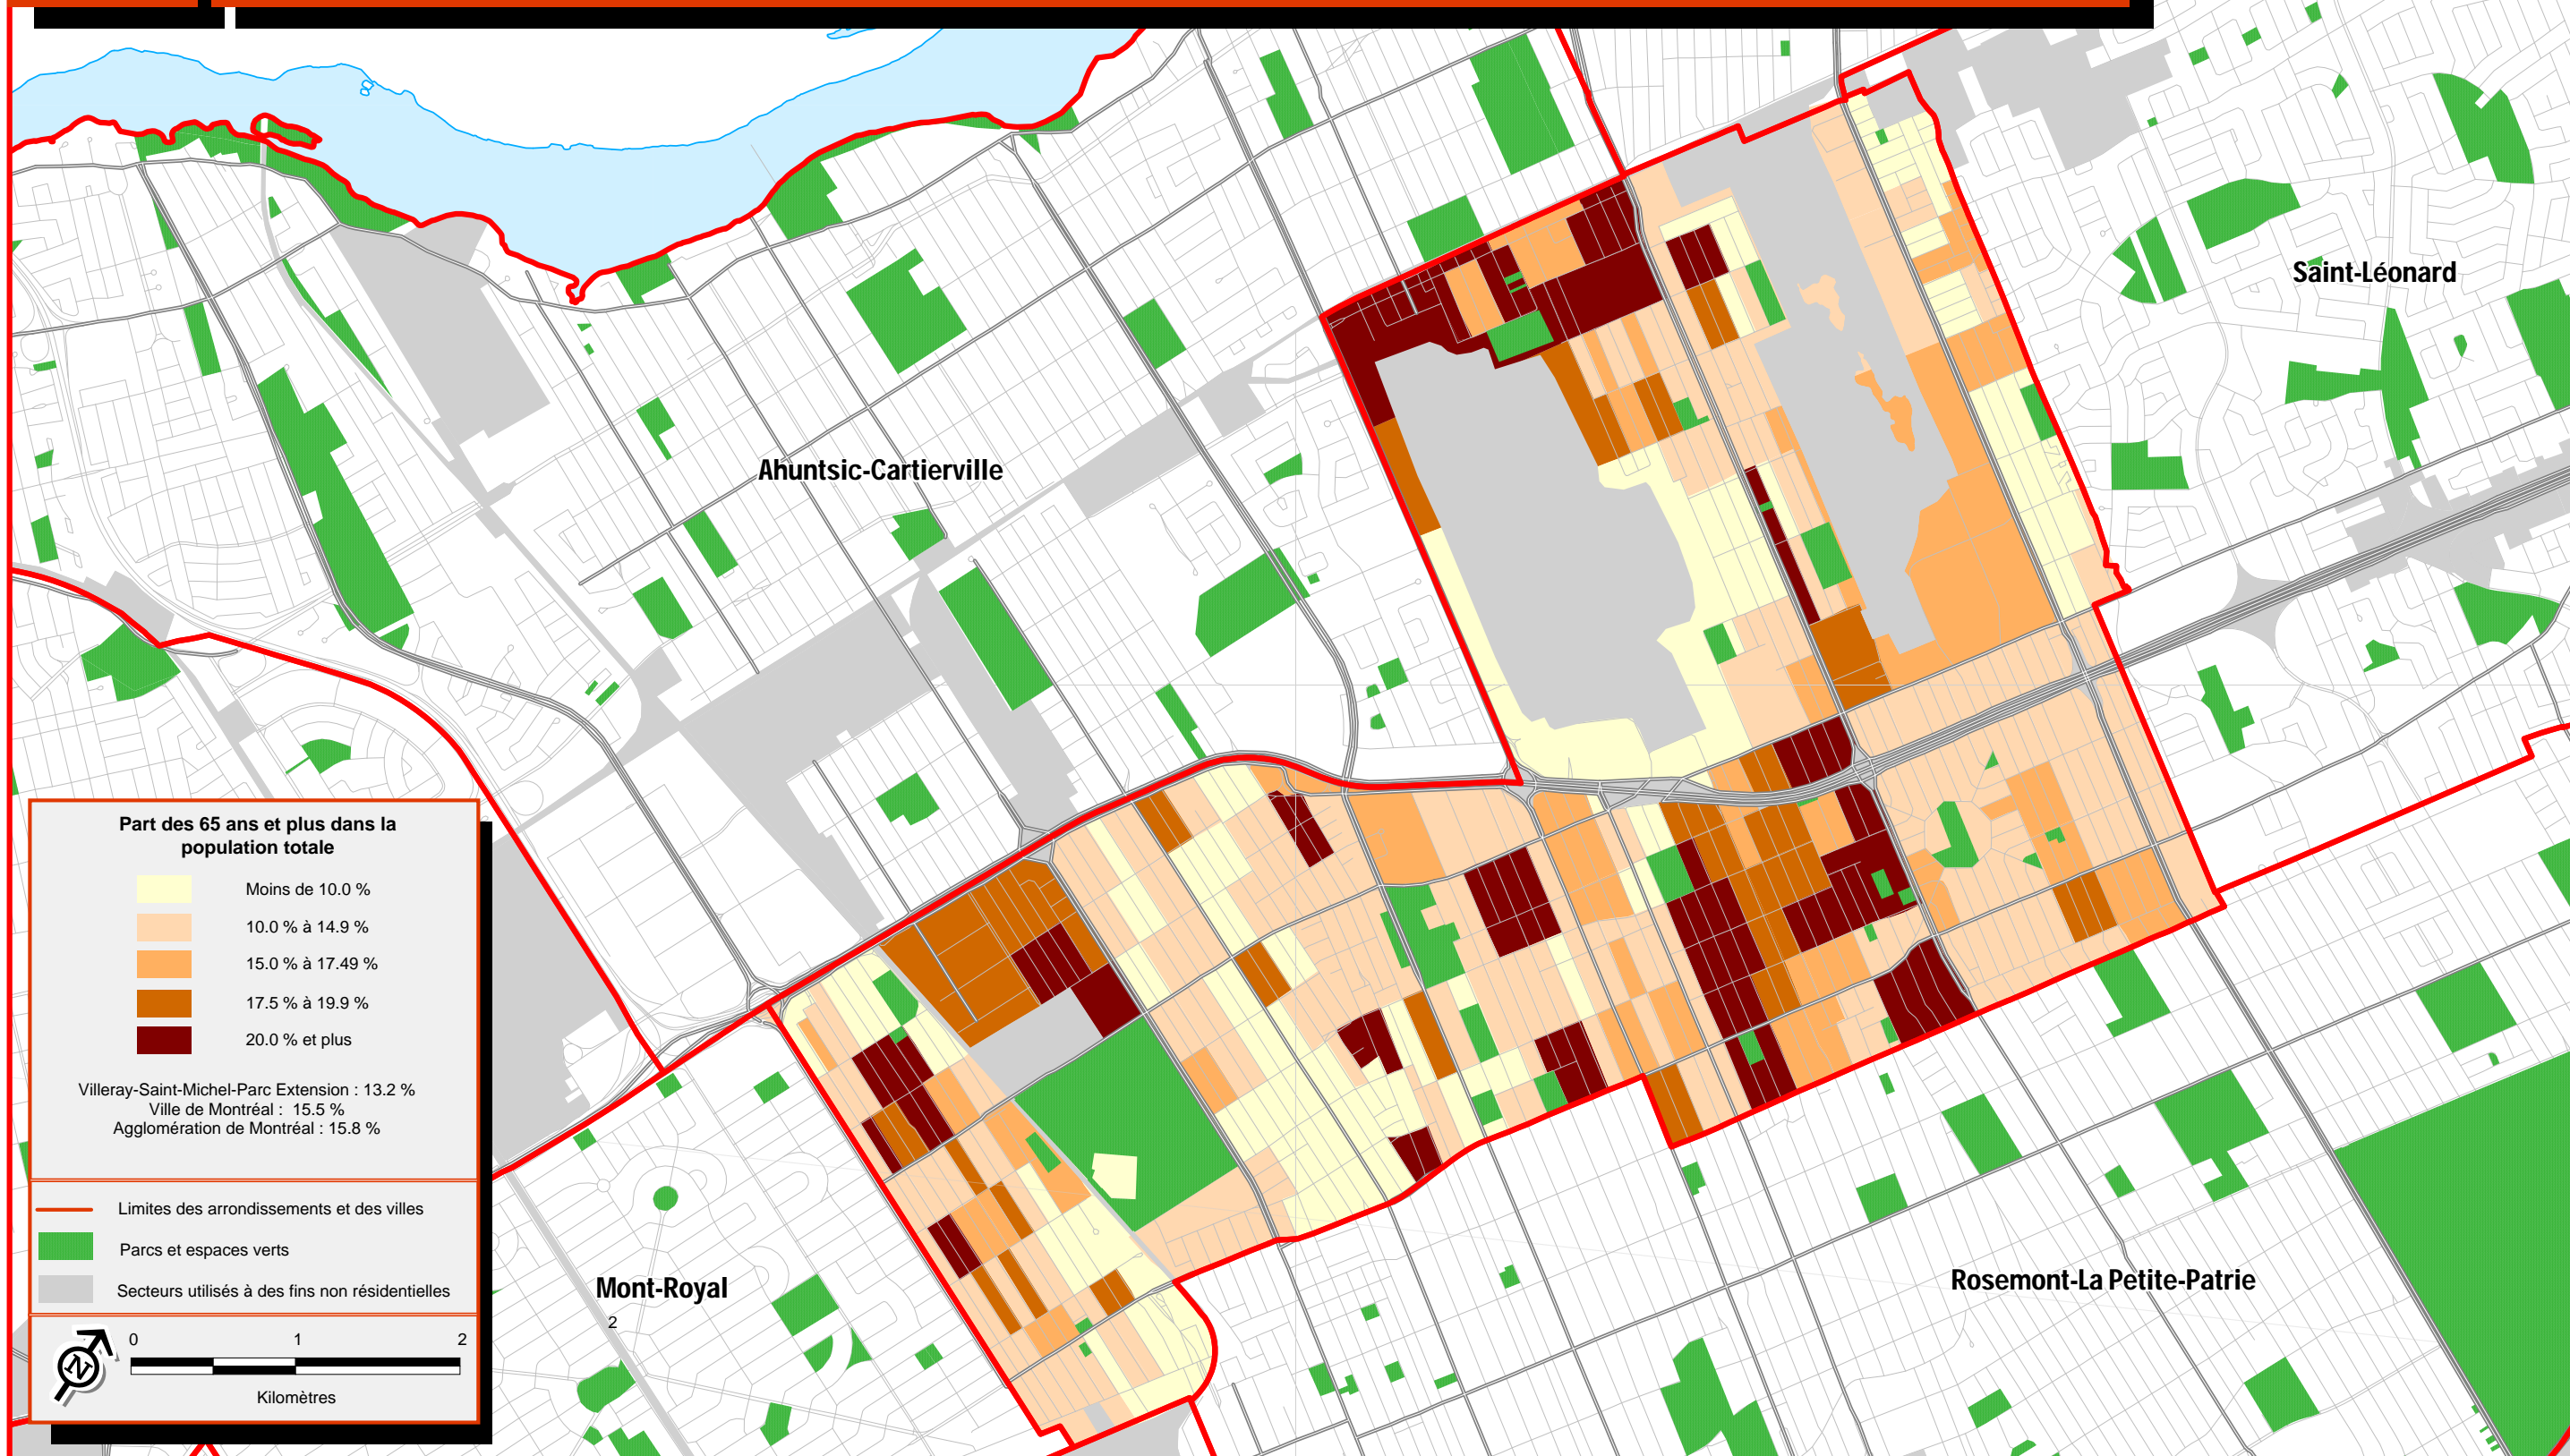 Saint-Léonard
Ahuntsic-Cartierville
Part des 65 ans et plus dans la
population totale
Moins de 10.0 %
10.0 % à 14.9 %
15.0 % à 17.49 %
17.5 % à 19.9 %
20.0 % et plus
Villeray-Saint-Michel-Parc Extension : 13.2 %
Ville de Montréal : 15.5 %
Agglomération de Montréal : 15.8 %
Limites des arrondissements et des villes
Parcs et espaces verts
Secteurs utilisés à des fins non résidentielles
N
0 1 2
Kilomètres
Mont-Royal
2
Rosemont-La Petite-Patrie